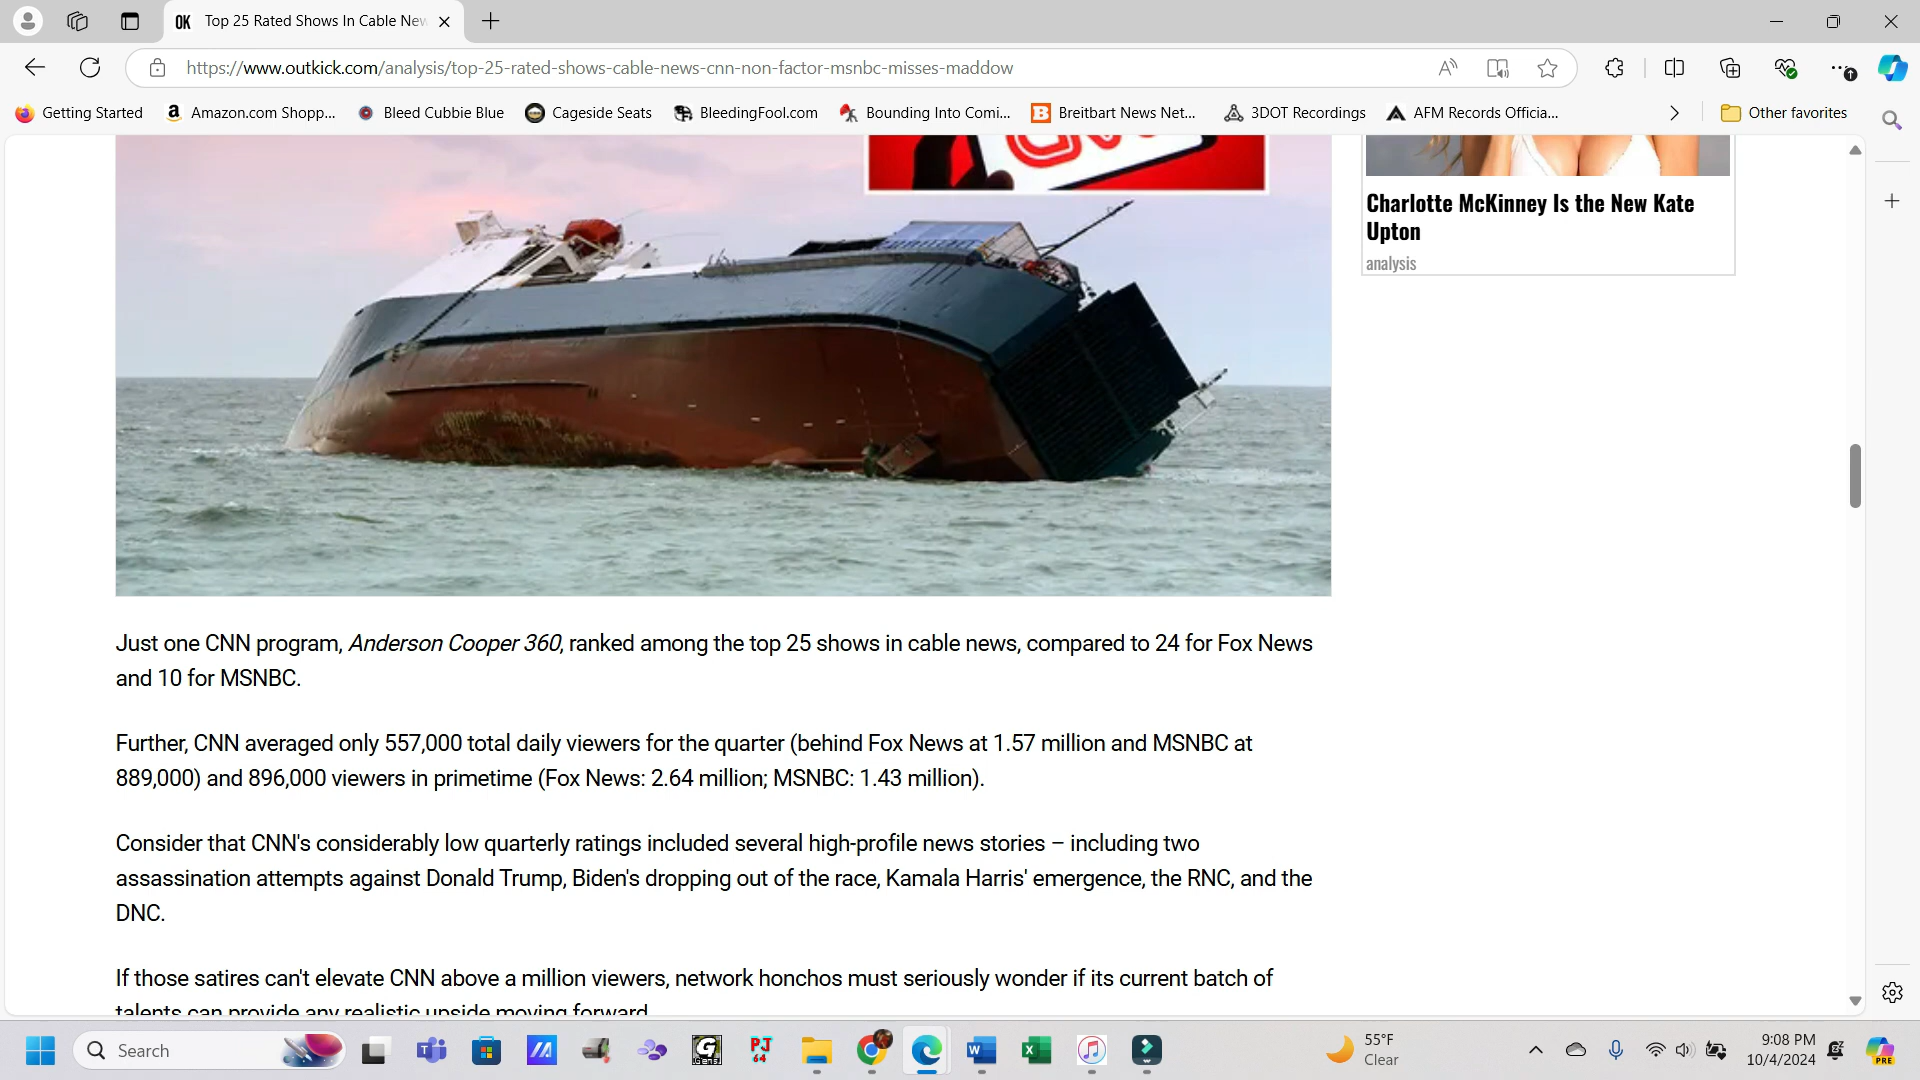 OK Top 25 Rated Shows In Cable New
https://www.outkick.com/analysis/top-25-rated-shows-cable-news-cnn-non-factor-msnbc-misses-maddow
Getting Started
Amazon.com Shopp...
Bleed Cubbie Blue
Cageside Seats
BleedingFool.com
Bounding Into Comi...
Breitbart News Net...
3DOT Recordings
AFM Records Officia...
Other favorites
Charlotte McKinney Is the New Kate
Upton
analysis
Just one CNN program, Anderson Cooper 360, ranked among the top 25 shows in cable news, compared to 24 for Fox News
and 10 for MSNBC.
Further, CNN averaged only 557,000 total daily viewers for the quarter (behind Fox News at 1.57 million and MSNBC at
889,000) and 896,000 viewers in primetime (Fox News: 2.64 million; MSNBC: 1.43 million).
Consider that CNN's considerably low quarterly ratings included several high-profile news stories – including two
assassination attempts against Donald Trump, Biden's dropping out of the race, Kamala Harris' emergence, the RNC, and the
DNC.
If those satires can't elevate CNN above a million viewers, network honchos must seriously wonder if its current batch of
talents can provide any realistic upside moving forward
Search
PJ
64
55°F
Clear
9:08 PM
10/4/2024
PRE